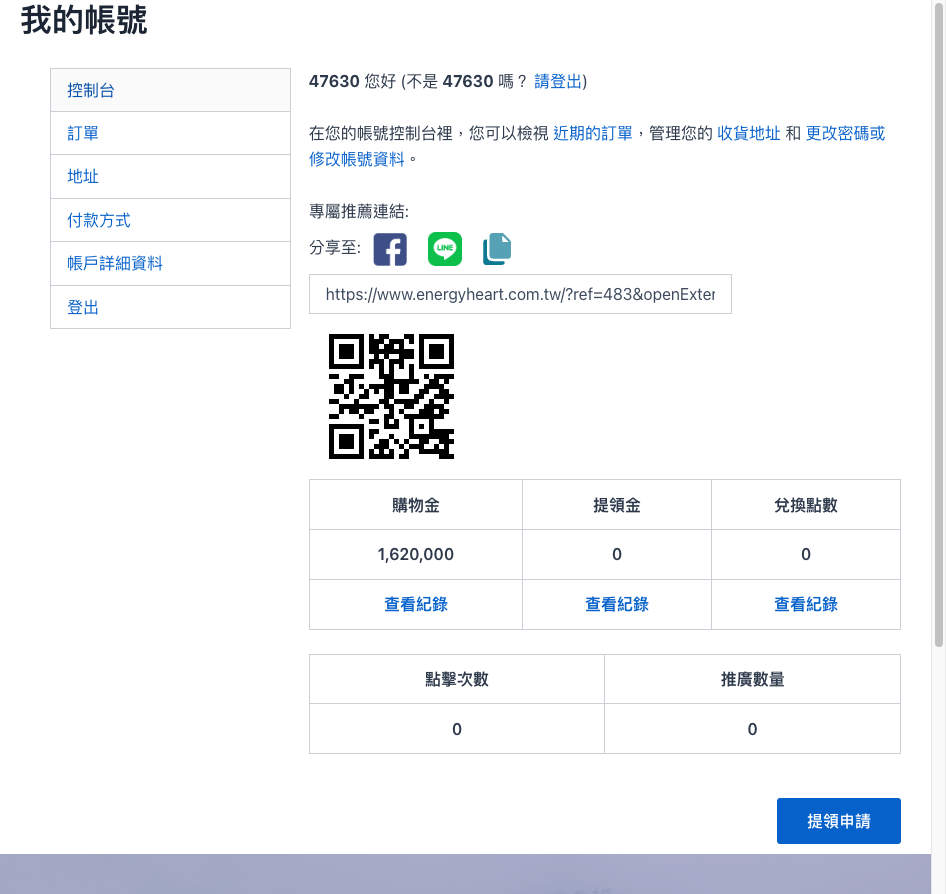 我的帳號
控制台
訂單
地址
付款方式
帳戶詳細資料
登出
47630 您好 (不是 47630 嗎？ 請登出)
在您的帳號控制台裡，您可以檢視 近期的訂單，管理您的 收貨地址 和 更改密碼或
修改帳號資料。
專屬推薦連結:
分享至:
LINE
https://www.energyheart.com.tw/?ref=483&openExter
購物金 提領金 兌換點數
1,620,000 0 0
查看紀錄 查看紀錄 查看紀錄
點擊次數 推廣數量
0 0
提領申請